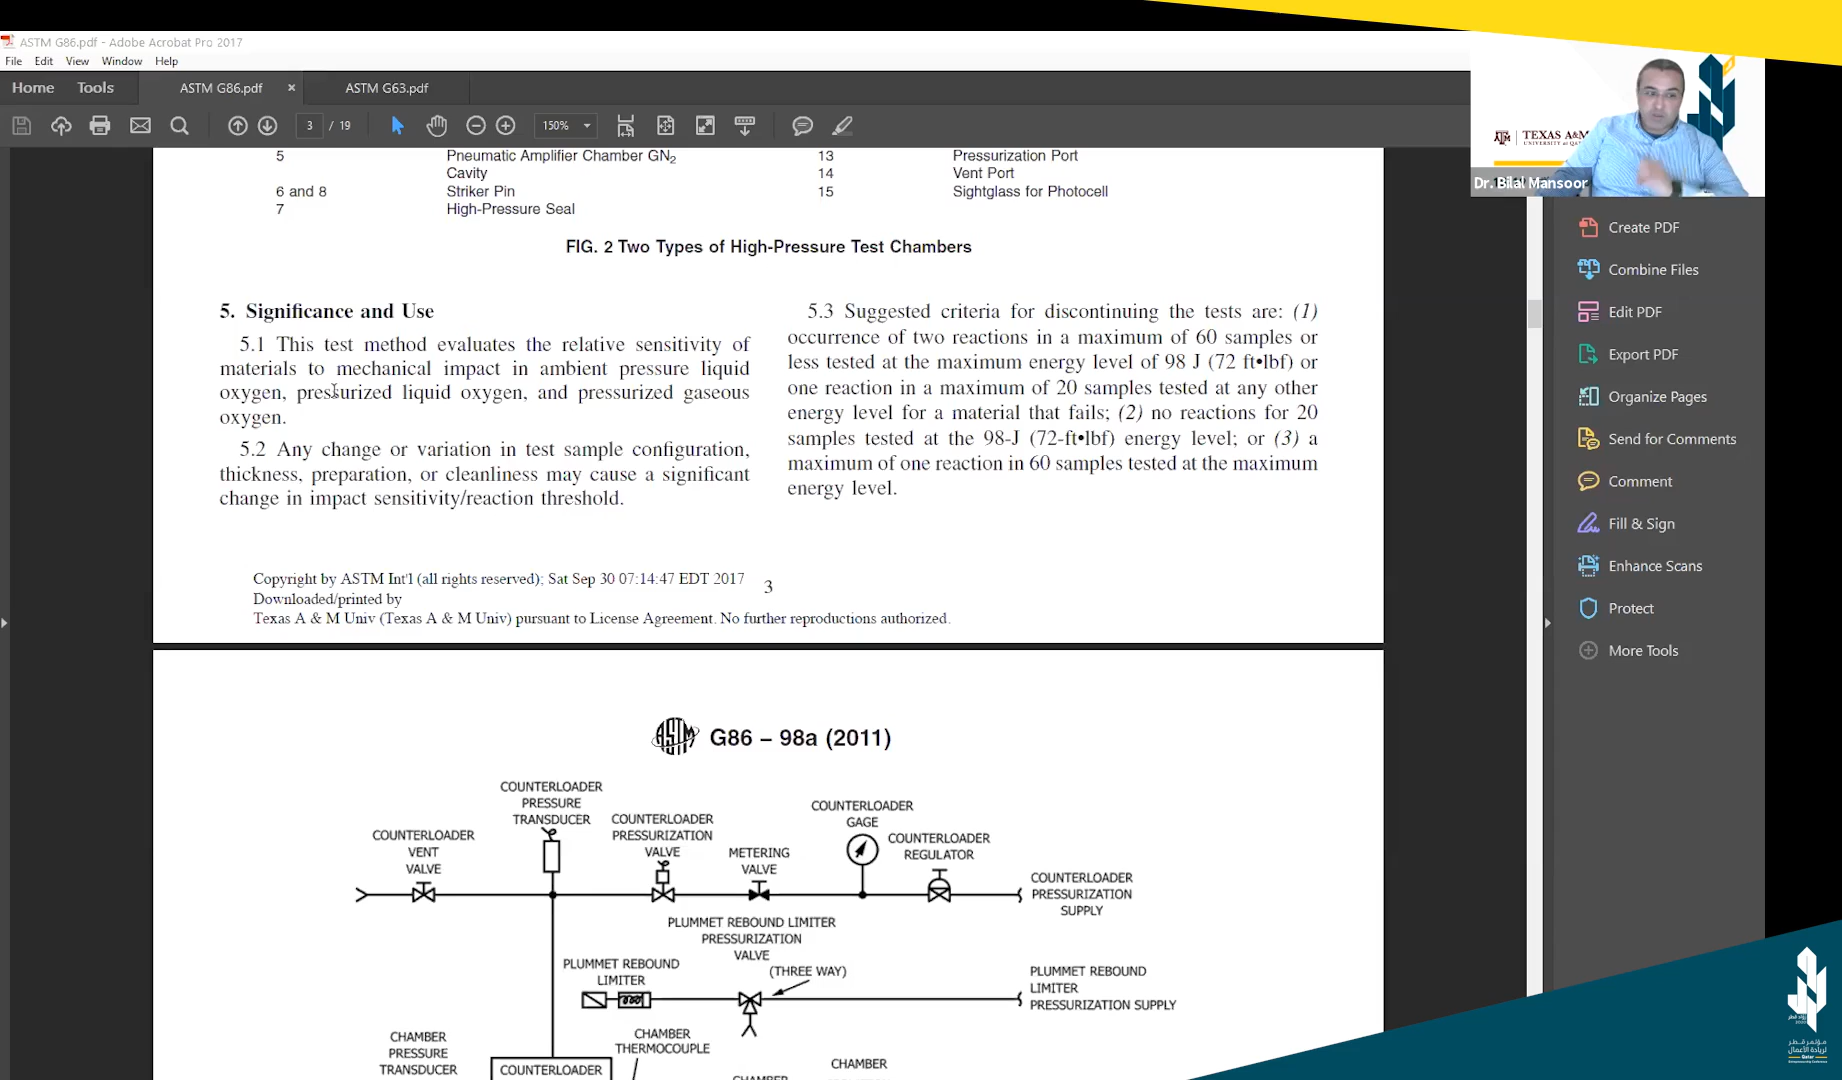 ASTM G86.pdf - Adobe Acrobat Pro 2017
File Edit View Window Help
Home Tools ASTM G86.pdf × ASTM G63.pdf
3 / 19 150%
5 Pneumatic Amplifier Chamber GN2 13 Pressurization Port
Cavity 14 Vent Port
6 and 8 Striker Pin 15 Sightglass for Photocell
7 High-Pressure Seal
FIG. 2 Two Types of High-Pressure Test Chambers
5. Significance and Use
5.1 This test method evaluates the relative sensitivity of
materials to mechanical impact in ambient pressure liquid
oxygen, pressurized liquid oxygen, and pressurized gaseous
oxygen.
5.2 Any change or variation in test sample configuration,
thickness, preparation, or cleanliness may cause a significant
change in impact sensitivity/reaction threshold.
5.3 Suggested criteria for discontinuing the tests are: (1)
occurrence of two reactions in a maximum of 60 samples or
less tested at the maximum energy level of 98 J (72 ft•lbf) or
one reaction in a maximum of 20 samples tested at any other
energy level for a material that fails; (2) no reactions for 20
samples tested at the 98-J (72-ft•lbf) energy level; or (3) a
maximum of one reaction in 60 samples tested at the maximum
energy level.
Copyright by ASTM Int'l (all rights reserved); Sat Sep 30 07:14:47 EDT 2017
3
Downloaded/printed by
Texas A & M Univ (Texas A & M Univ) pursuant to License Agreement. No further reproductions authorized.
ASTM
G86 – 98a (2011)
COUNTERLOADER
PRESSURE
TRANSDUCER
COUNTERLOADER
VENT
VALVE
COUNTERLOADER
PRESSURIZATION
VALVE
METERING
VALVE
COUNTERLOADER
GAGE
COUNTERLOADER
REGULATOR
COUNTERLOADER
PRESSURIZATION
SUPPLY
PLUMMET REBOUND LIMITER
PRESSURIZATION
VALVE
(THREE WAY)
PLUMMET REBOUND
LIMITER
PLUMMET REBOUND
LIMITER
PRESSURIZATION SUPPLY
CHAMBER
PRESSURE
TRANSDUCER
COUNTERLOADER
CHAMBER
THERMOCOUPLE
CHAMBER
ATM
TEXAS A&M
Dr. Bilal Mansoor
Create PDF
Combine Files
Edit PDF
Export PDF
Organize Pages
Send for Comments
Comment
Fill & Sign
Enhance Scans
Protect
More Tools
مؤتمر قطر
لريادة الأعمال